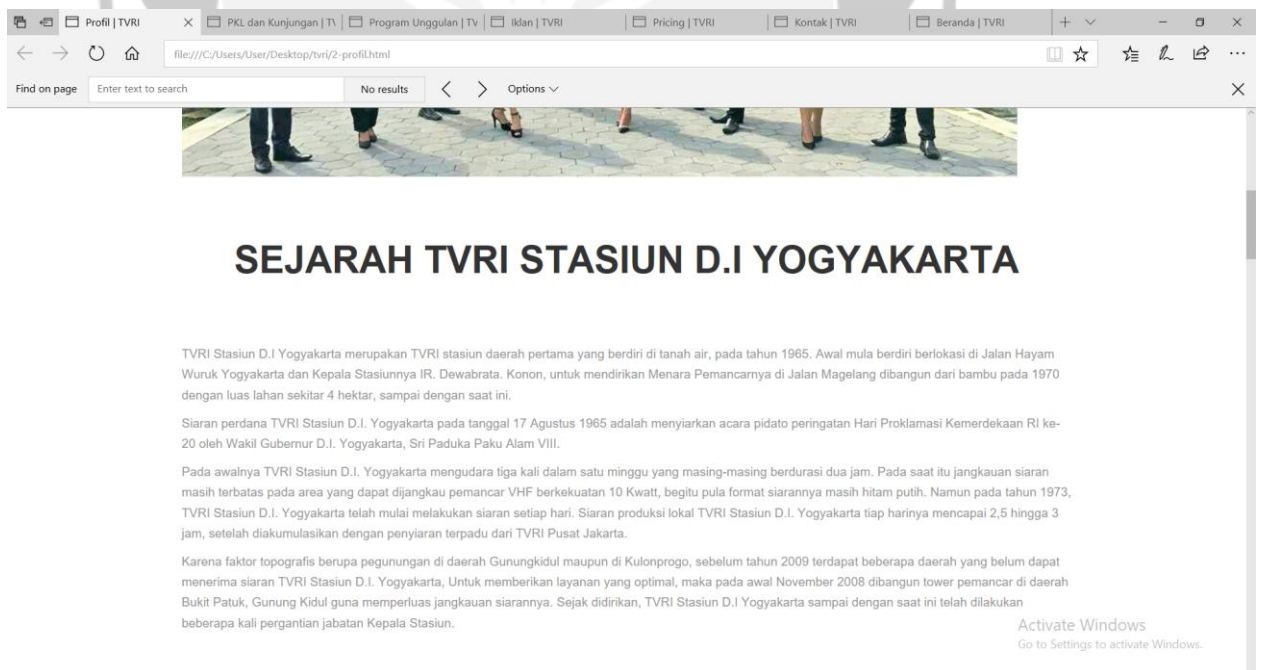 Profil | TVRI
PKL dan Kunjungan | T\
Program Unggulan | TV
Iklan | TVRI
Pricing | TVRI
Kontak | TVRI
Beranda | TVRI
file:///C:/Users/User/Desktop/tvri/2-profil.html
Find on page
Enter text to search
No results
Options
SEJARAH TVRI STASIUN D.I YOGYAKARTA
TVRI Stasiun D.I Yogyakarta merupakan TVRI stasiun daerah pertama yang berdiri di tanah air, pada tahun 1965. Awal mula berdiri berlokasi di Jalan Hayam
Wuruk Yogyakarta dan Kepala Stasiunnya IR. Dewabrata. Konon, untuk mendirikan Menara Pemancarnya di Jalan Magelang dibangun dari bambu pada 1970
dengan luas lahan sekitar 4 hektar, sampai dengan saat ini.
Siaran perdana TVRI Stasiun D.I. Yogyakarta pada tanggal 17 Agustus 1965 adalah menyiarkan acara pidato peringatan Hari Proklamasi Kemerdekaan RI ke-
20 oleh Wakil Gubernur D.I. Yogyakarta, Sri Paduka Paku Alam VIII.
Pada awalnya TVRI Stasiun D.I. Yogyakarta mengudara tiga kali dalam satu minggu yang masing-masing berdurasi dua jam. Pada saat itu jangkauan siaran
masih terbatas pada area yang dapat dijangkau pemancar VHF berkekuatan 10 Kwatt, begitu pula format siarannya masih hitam putih. Namun pada tahun 1973,
TVRI Stasiun D.I. Yogyakarta telah mulai melakukan siaran setiap hari. Siaran produksi lokal TVRI Stasiun D.I. Yogyakarta tiap harinya mencapai 2,5 hingga 3
jam, setelah diakumulasikan dengan penyiaran terpadu dari TVRI Pusat Jakarta.
Karena faktor topografis berupa pegunungan di daerah Gunungkidul maupun di Kulonprogo, sebelum tahun 2009 terdapat beberapa daerah yang belum dapat
menerima siaran TVRI Stasiun D.I. Yogyakarta, Untuk memberikan layanan yang optimal, maka pada awal November 2008 dibangun tower pemancar di daerah
Bukit Patuk, Gunung Kidul guna memperluas jangkauan siarannya. Sejak didirikan, TVRI Stasiun D.I Yogyakarta sampai dengan saat ini telah dilakukan
beberapa kali pergantian jabatan Kepala Stasiun.
Activate Windows
Go to Settings to activate Windows.